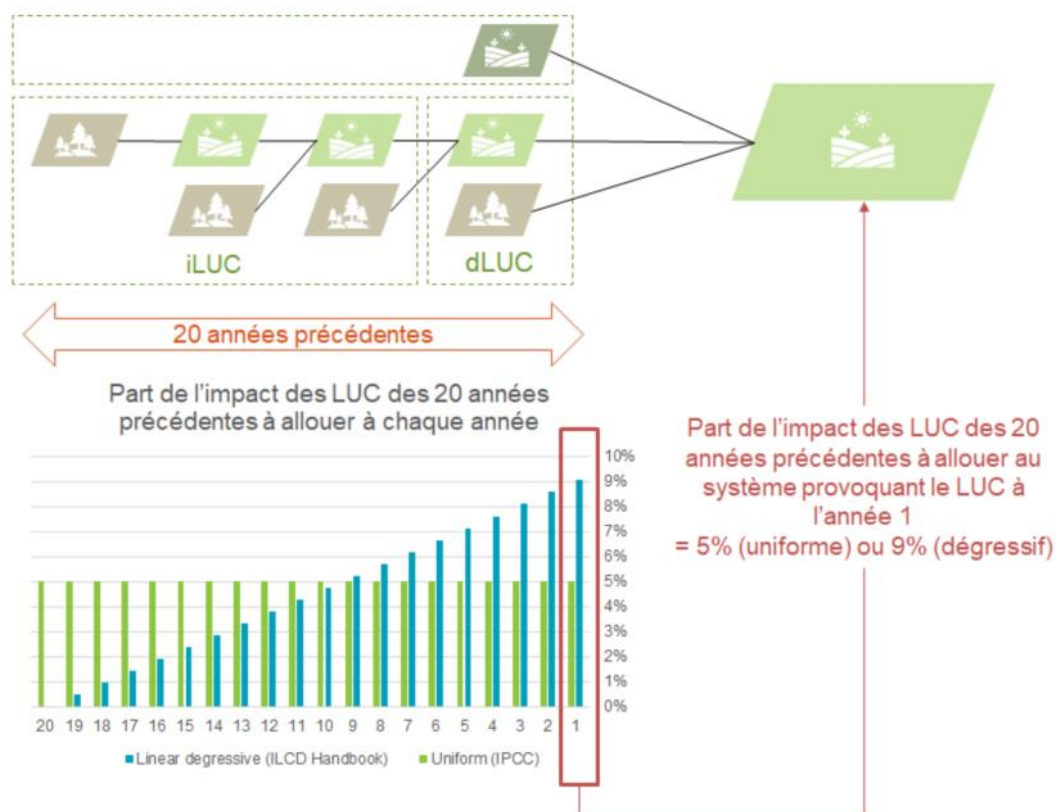 iLUC
dLUC
20 années précédentes
Part de l'impact des LUC des 20 années
précédentes à allouer à chaque année
10%
9%
8%
7%
6%
5%
4%
3%
2%
1%
0%
20 19 18 17 16 15 14 13 12 11 10 9 8 7 6 5 4 3 2 1
Linear degressive (ILCD Handbook) Uniform (IPCC)
Part de l'impact des LUC des 20
années précédentes à allouer au
système provoquant le LUC à
l'année 1
= 5% (uniforme) ou 9% (dégressif)